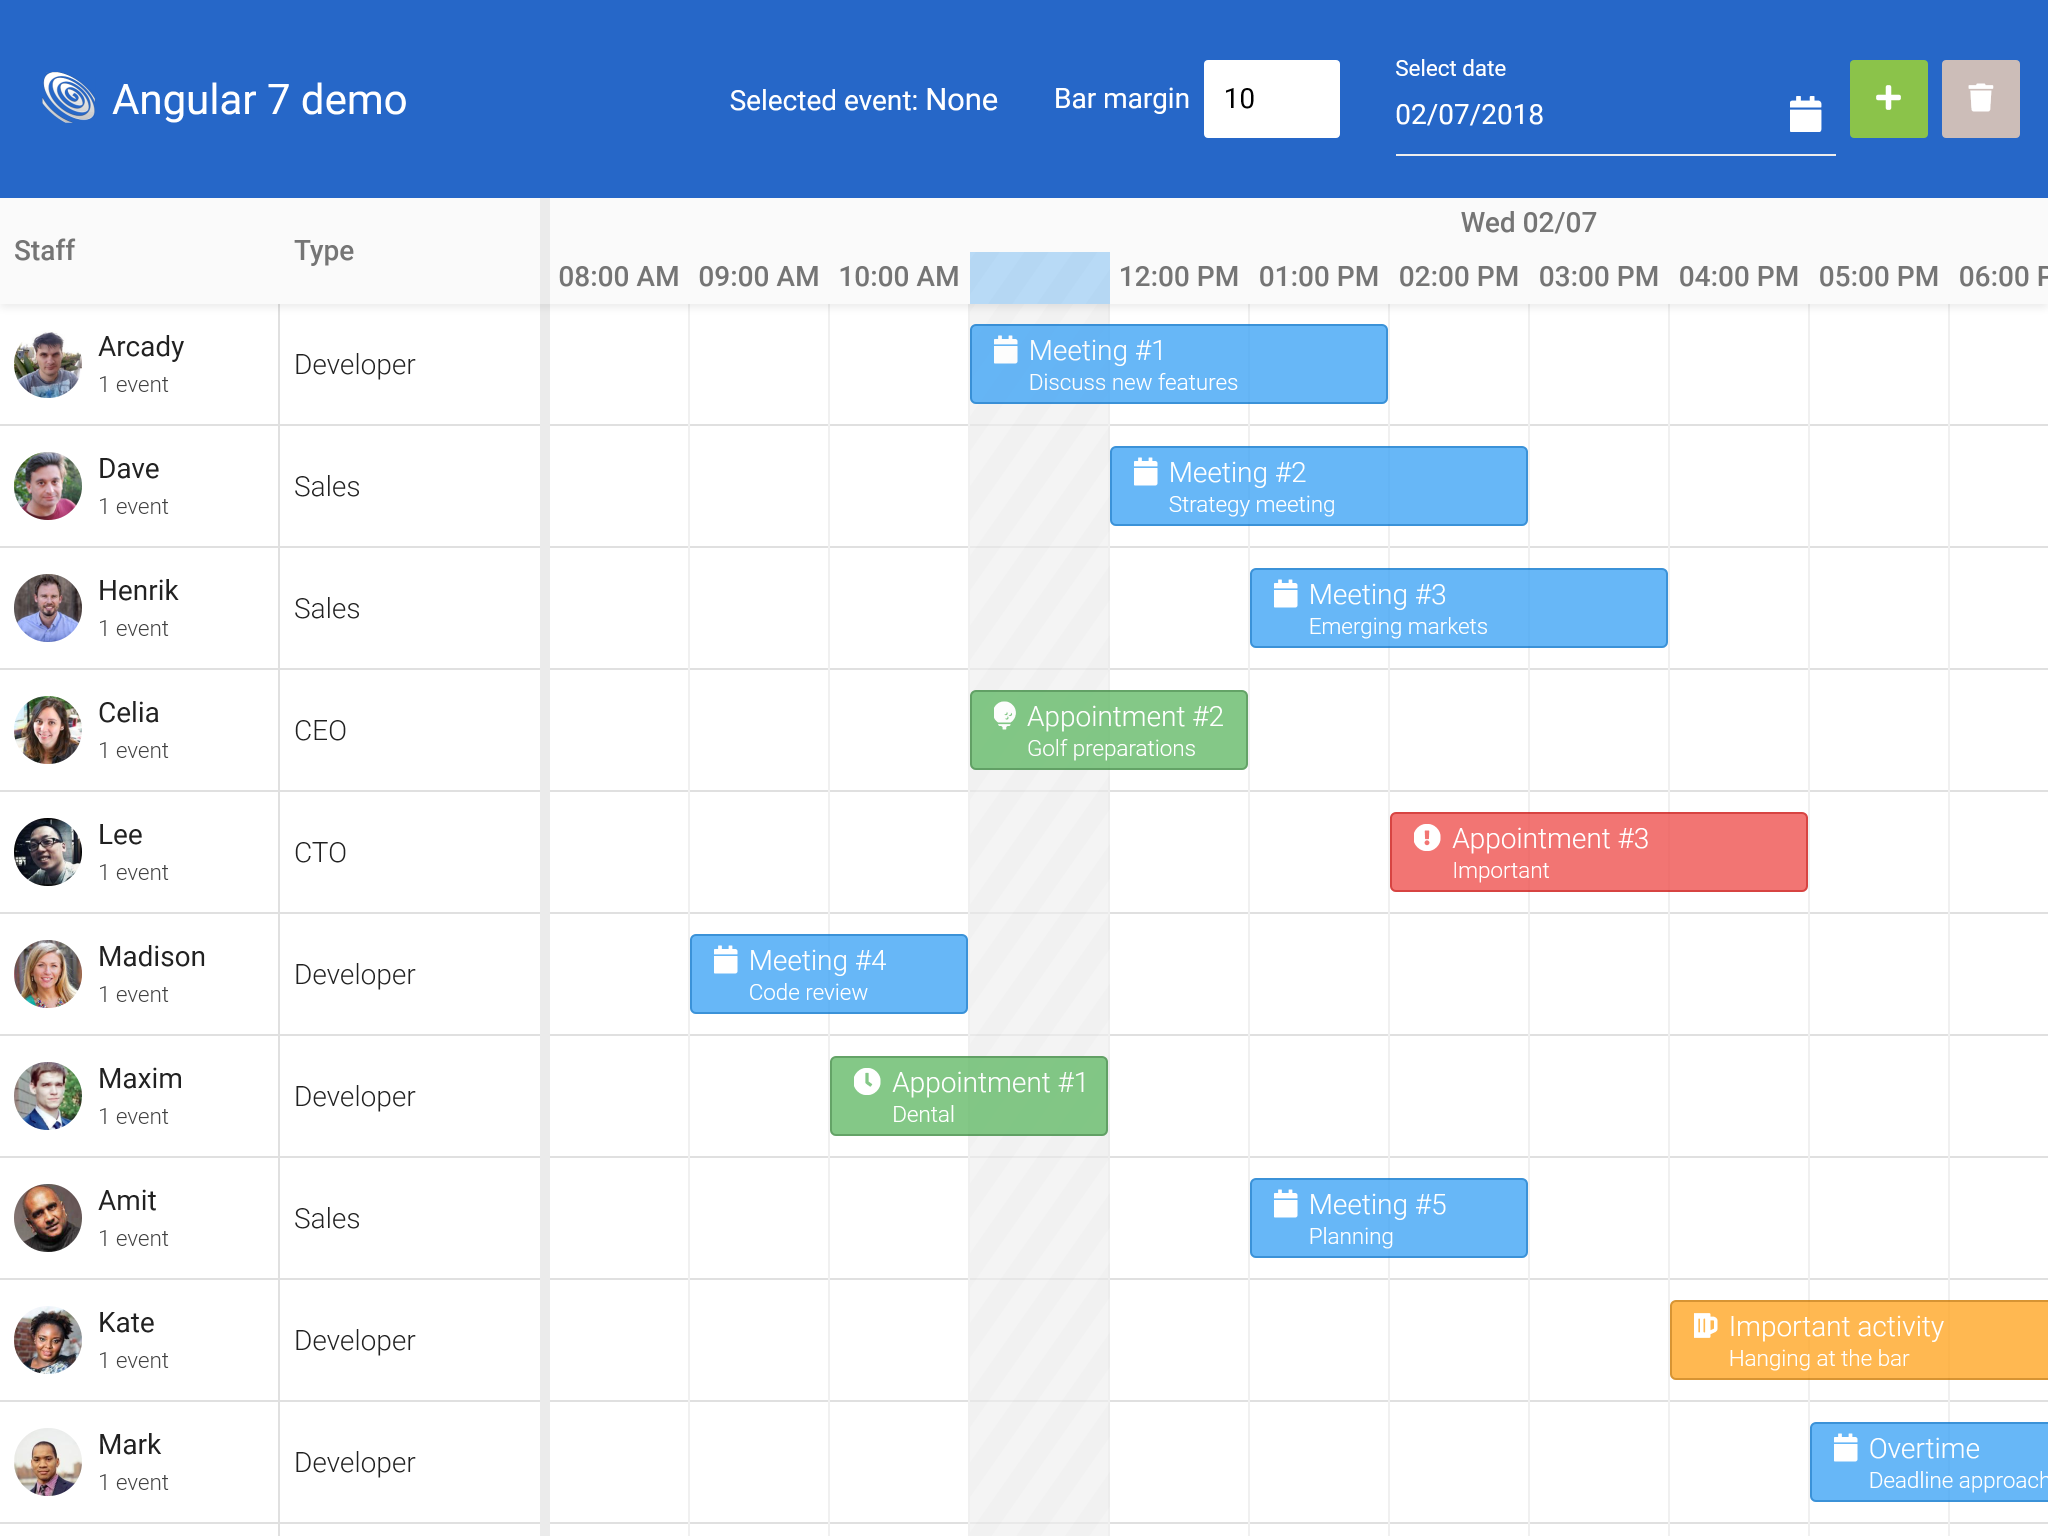 Angular 7 demo
Selected event: None
Bar margin
10
Select date
02/07/2018
Staff
Type
Wed 02/07
08:00 AM 09:00 AM 10:00 AM 12:00 PM 01:00 PM 02:00 PM 03:00 PM 04:00 PM 05:00 PM 06:00 P
Arcady
1 event
Developer
Meeting #1
Discuss new features
Dave
1 event
Sales
Meeting #2
Strategy meeting
Henrik
1 event
Sales
Meeting #3
Emerging markets
Celia
1 event
CEO
Appointment #2
Golf preparations
Lee
1 event
CTO
Appointment #3
Important
Madison
1 event
Developer
Meeting #4
Code review
Maxim
1 event
Developer
Appointment #1
Dental
Amit
1 event
Sales
Meeting #5
Planning
Kate
1 event
Developer
Important activity
Hanging at the bar
Mark
1 event
Developer
Overtime
Deadline approach